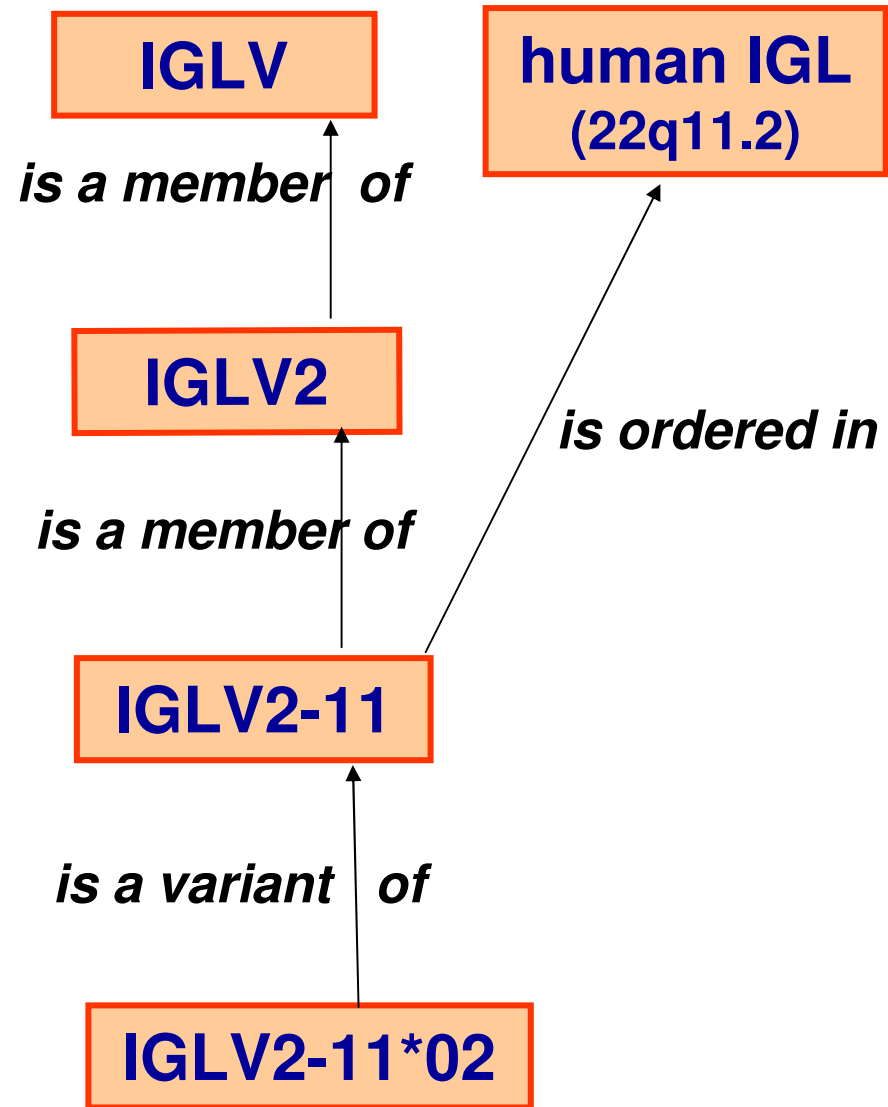 IGLV
human IGL
(22q11.2)
is a member of
IGLV2
is ordered in
is a member of
IGLV2-11
is a variant of
IGLV2-11*02